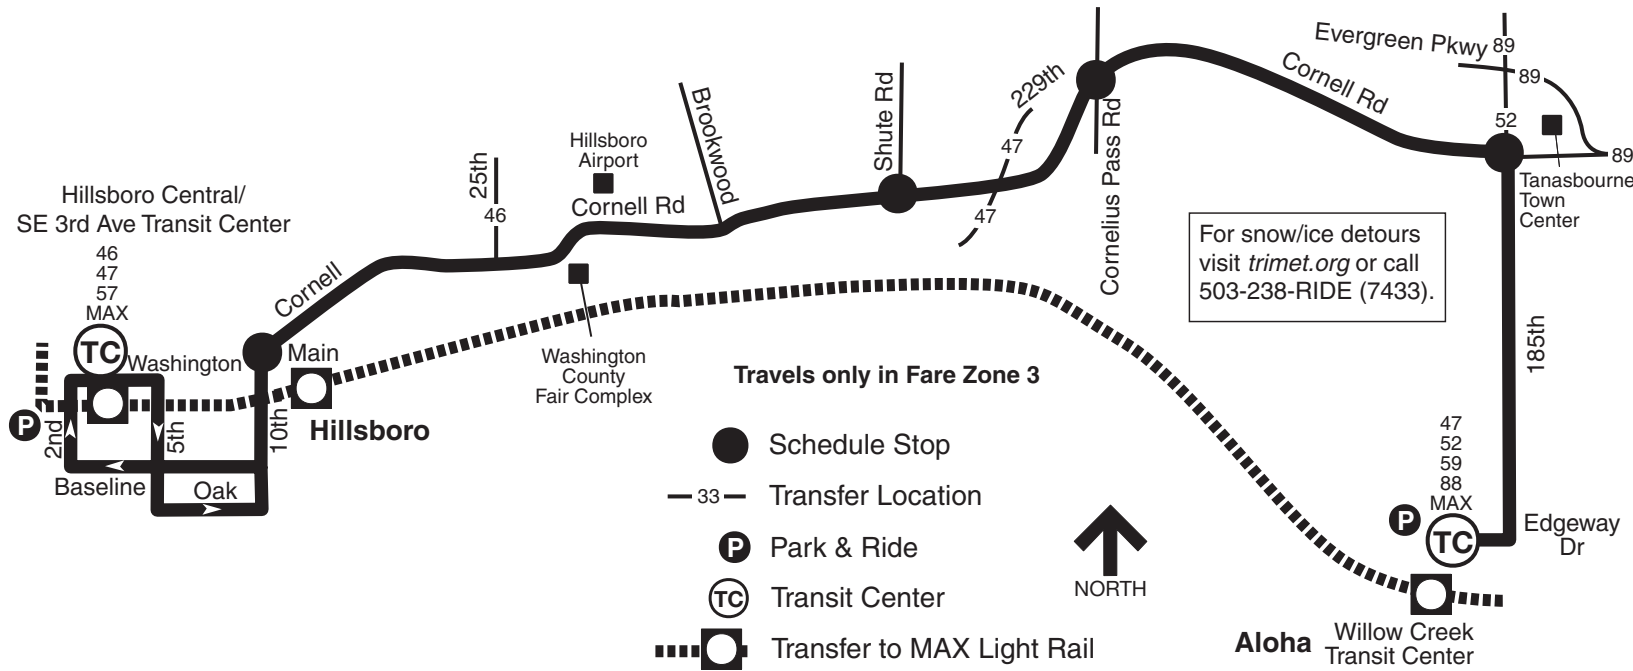 Evergreen Pkwy
89
89
52
89
Cornell Rd
Tanasbourne
Town
Center
229th
47
47
Cornelius Pass Rd
Shute Rd
Brookwood
Hillsboro
Airport
Cornell Rd
25th
46
Hillsboro Central/
SE 3rd Ave Transit Center
46
47
57
MAX
TC
Washington
Cornell
Main
Hillsboro
P
2nd
5th
10th
Baseline
Oak
Washington
County
Fair Complex
For snow/ice detours
visit trimet.org or call
503-238-RIDE (7433).
185th
Travels only in Fare Zone 3
Schedule Stop
33 Transfer Location
P Park & Ride
TC Transit Center
Transfer to MAX Light Rail
NORTH
47
52
59
88
MAX
P
TC
Edgeway
Dr
Aloha
Willow Creek
Transit Center